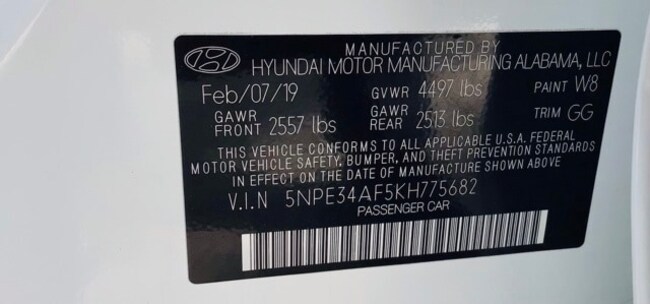 MANUFACTURED BY
HYUNDAI MOTOR MANUFACTURING ALABAMA, LLC
Feb/07/19 GVWR 4497 lbs PAINT W8
GAWR FRONT 2557 lbs GAWR REAR 2513 lbs TRIM GG
THIS VEHICLE CONFORMS TO ALL APPLICABLE U.S.A. FEDERAL
MOTOR VEHICLE SAFETY, BUMPER, AND THEFT PREVENTION STANDARDS
IN EFFECT ON THE DATE OF MANUFACTURE SHOWN ABOVE
V.I.N 5NPE34AF5KH775682
PASSENGER CAR